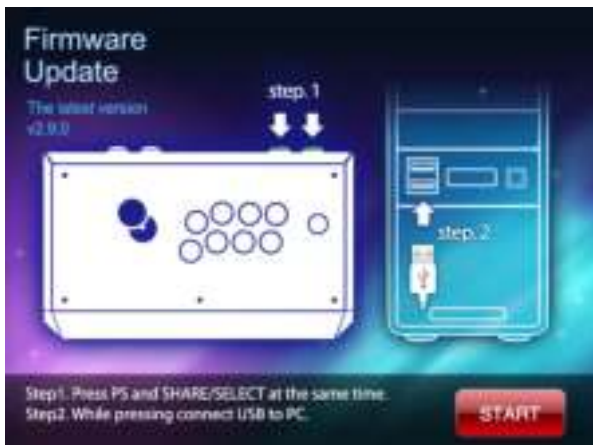 Firmware
Update
The latest version
v2.9.0
step. 1
step. 2
Step1. Press PS and SHARE/SELECT at the same time.
Step2. While pressing connect USB to PC.
START